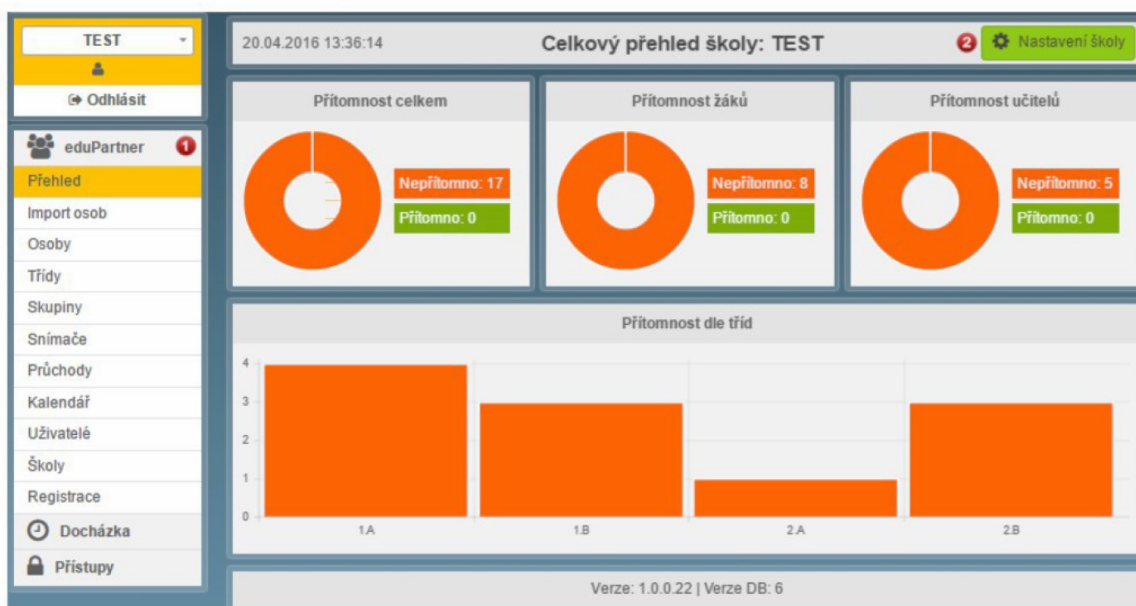 TEST
Odhlásit
eduPartner 1
Přehled
Import osob
Osoby
Třídy
Skupiny
Snímače
Průchody
Kalendář
Uživatelé
Školy
Registrace
Docházka
Přístupy
20.04.2016 13:36:14 Celkový přehled školy: TEST 2 Nastavení školy
Přítomnost celkem
Nepřítomno: 17
Přítomno: 0
Přítomnost žáků
Nepřítomno: 8
Přítomno: 0
Přítomnost učitelů
Nepřítomno: 5
Přítomno: 0
Přítomnost dle tříd
4
3
2
1
0
1.A 1.B 2.A 2.B
Verze: 1.0.0.22 | Verze DB: 6